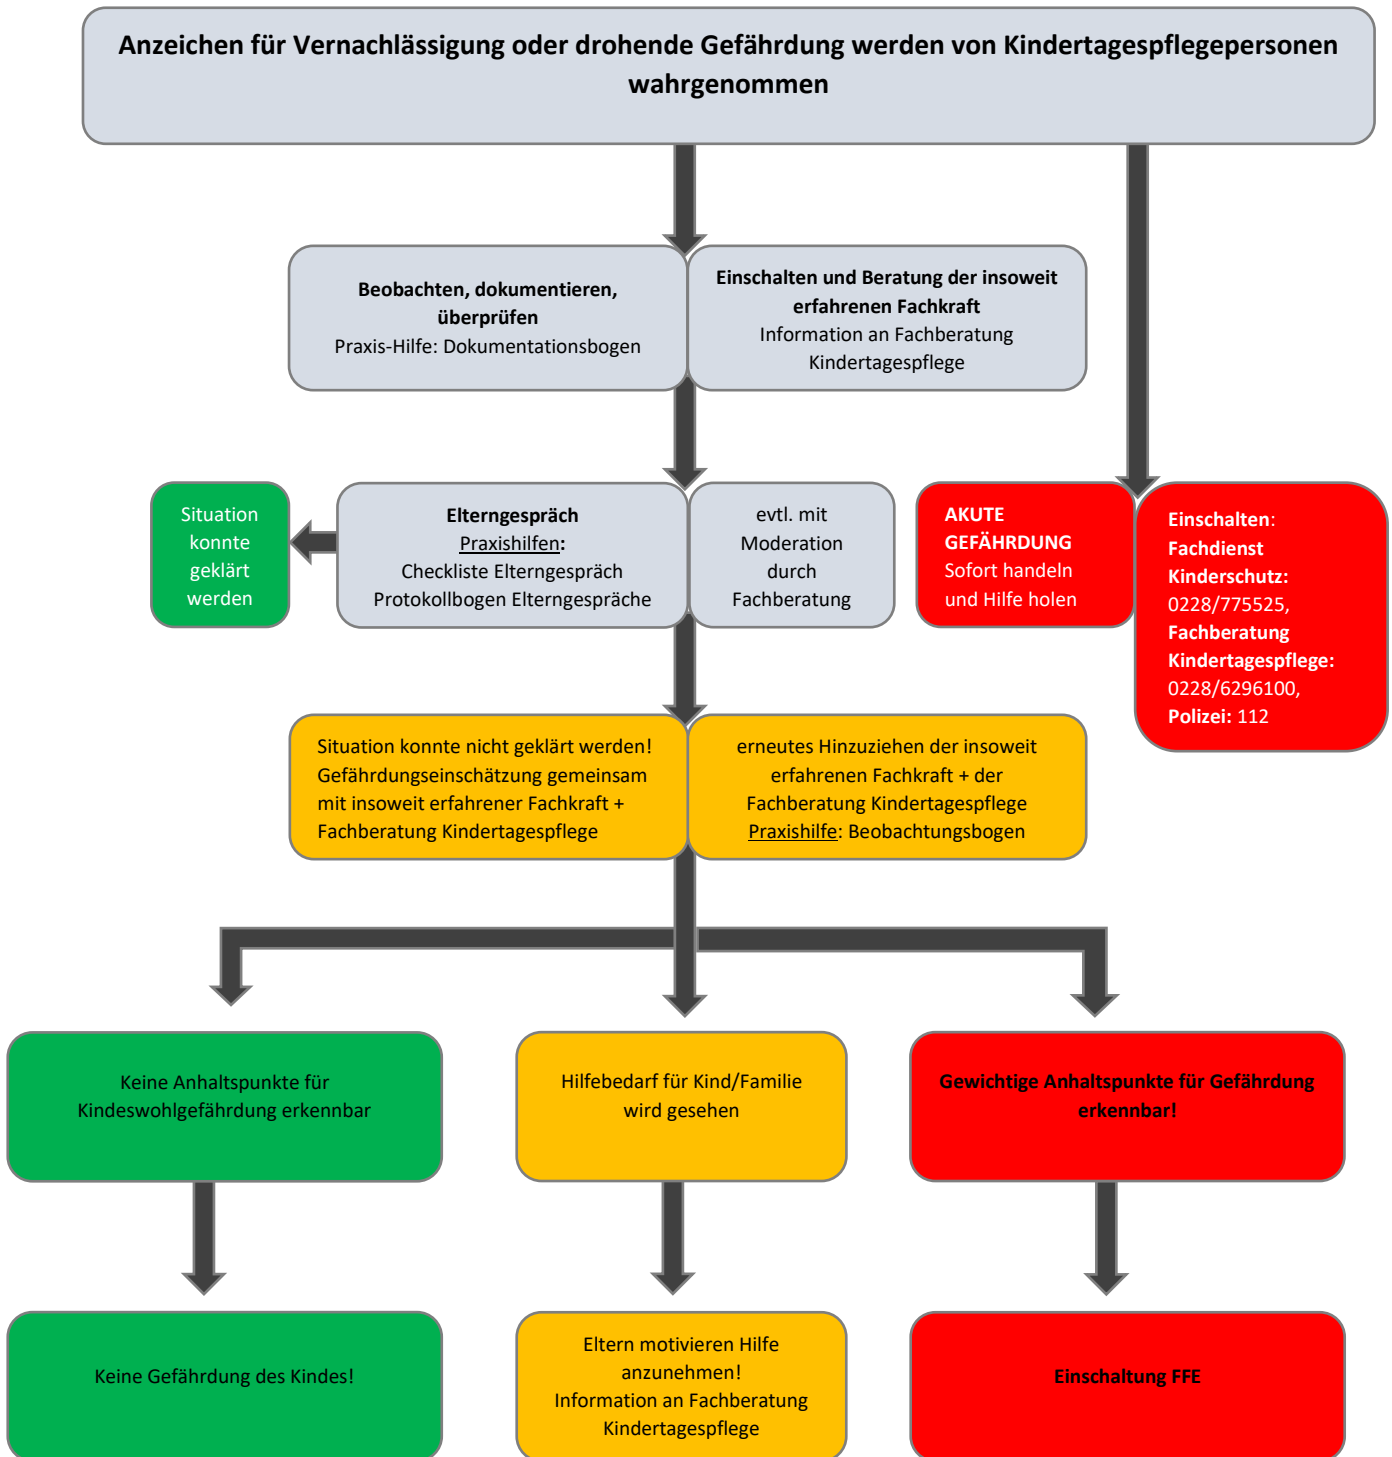 Anzeichen für Vernachlässigung oder drohende Gefährdung werden von Kindertagespflegepersonen
wahrgenommen
Beobachten, dokumentieren,
überprüfen
Praxis-Hilfe: Dokumentationsbogen
Einschalten und Beratung der insoweit
erfahrenen Fachkraft
Information an Fachberatung
Kindertagespflege
Situation
konnte
geklärt
werden
Elterngespräch
Praxishilfen:
Checkliste Elterngespräch
Protokollbogen Elterngespräche
evtl. mit
Moderation
durch
Fachberatung
AKUTE
GEFÄHRDUNG
Sofort handeln
und Hilfe holen
Einschalten:
Fachdienst
Kinderschutz:
0228/775525,
Fachberatung
Kindertagespflege:
0228/6296100,
Polizei: 112
Situation konnte nicht geklärt werden!
Gefährdungseinschätzung gemeinsam
mit insoweit erfahrener Fachkraft +
Fachberatung Kindertagespflege
erneutes Hinzuziehen der insoweit
erfahrenen Fachkraft + der
Fachberatung Kindertagespflege
Praxishilfe: Beobachtungsbogen
Keine Anhaltspunkte für
Kindeswohlgefährdung erkennbar
Hilfebedarf für Kind/Familie
wird gesehen
Gewichtige Anhaltspunkte für Gefährdung
erkennbar!
Keine Gefährdung des Kindes!
Eltern motivieren Hilfe
anzunehmen!
Information an Fachberatung
Kindertagespflege
Einschaltung FFE